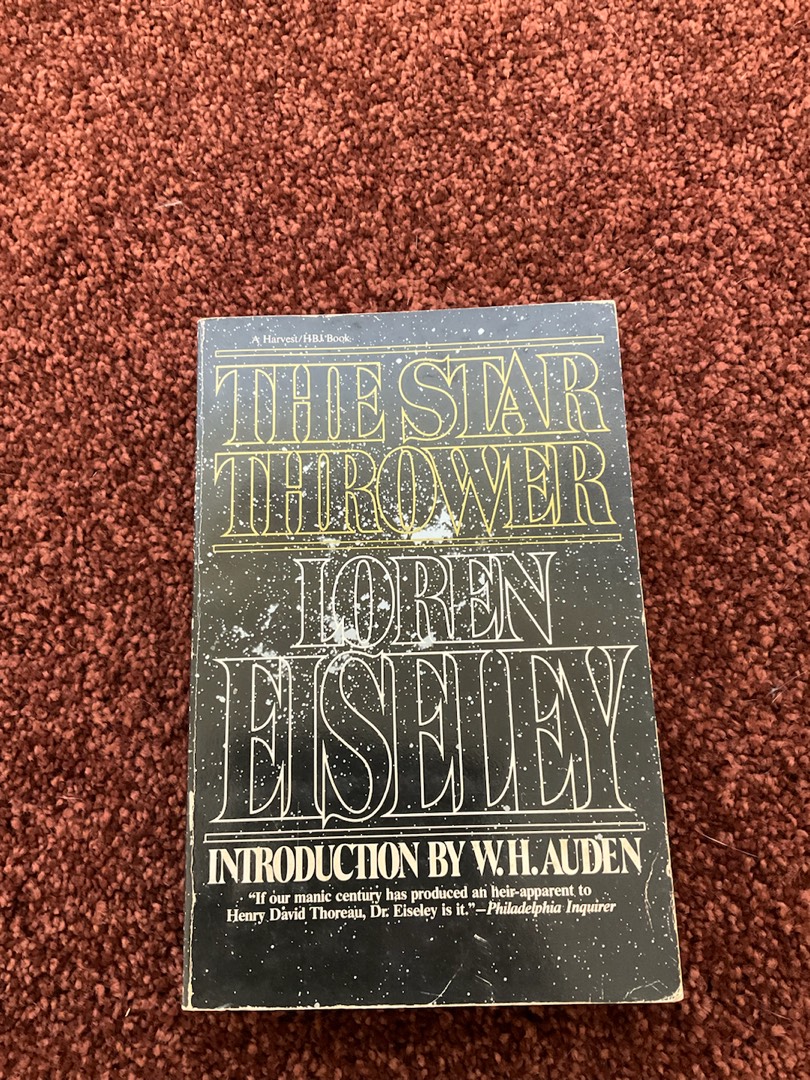 A Harvest/HBJ Book
THE STAR
THROWER
LOREN
EISELEY
INTRODUCTION BY W.H. AUDEN
“If our manic century has produced an heir-apparent to
Henry David Thoreau, Dr. Eiseley is it.”—Philadelphia Inquirer